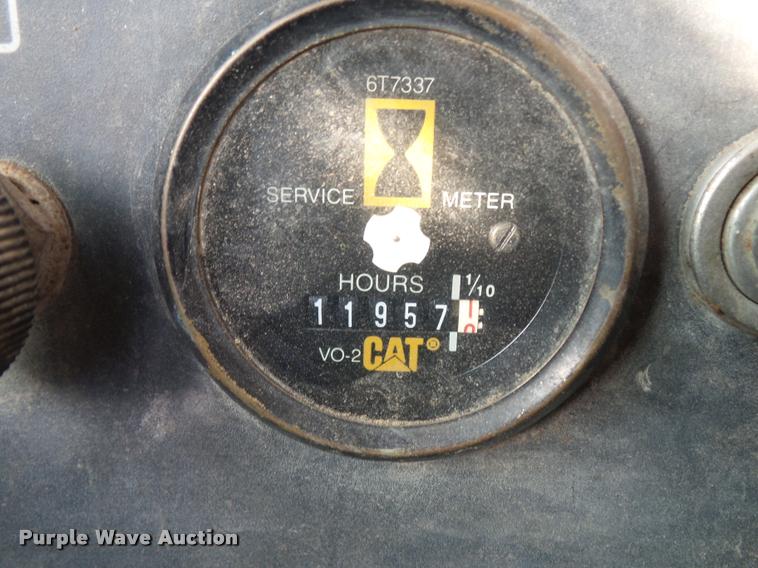 6T7337
SERVICE METER
HOURS 1/10
11957
VO-2 CAT®
Purple Wave Auction